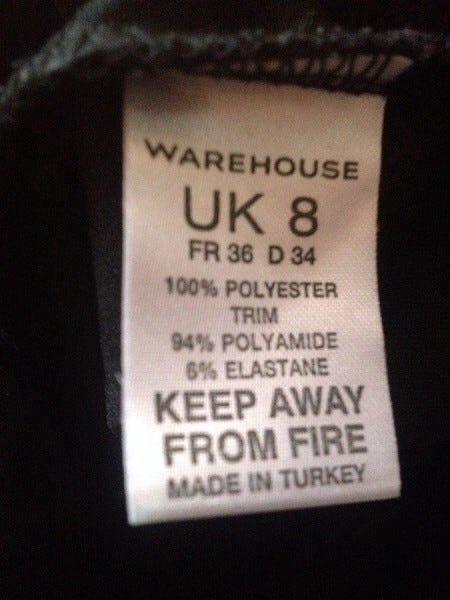 WAREHOUSE
UK 8
FR 36 D 34
100% POLYESTER
TRIM
94% POLYAMIDE
6% ELASTANE
KEEP AWAY
FROM FIRE
MADE IN TURKEY